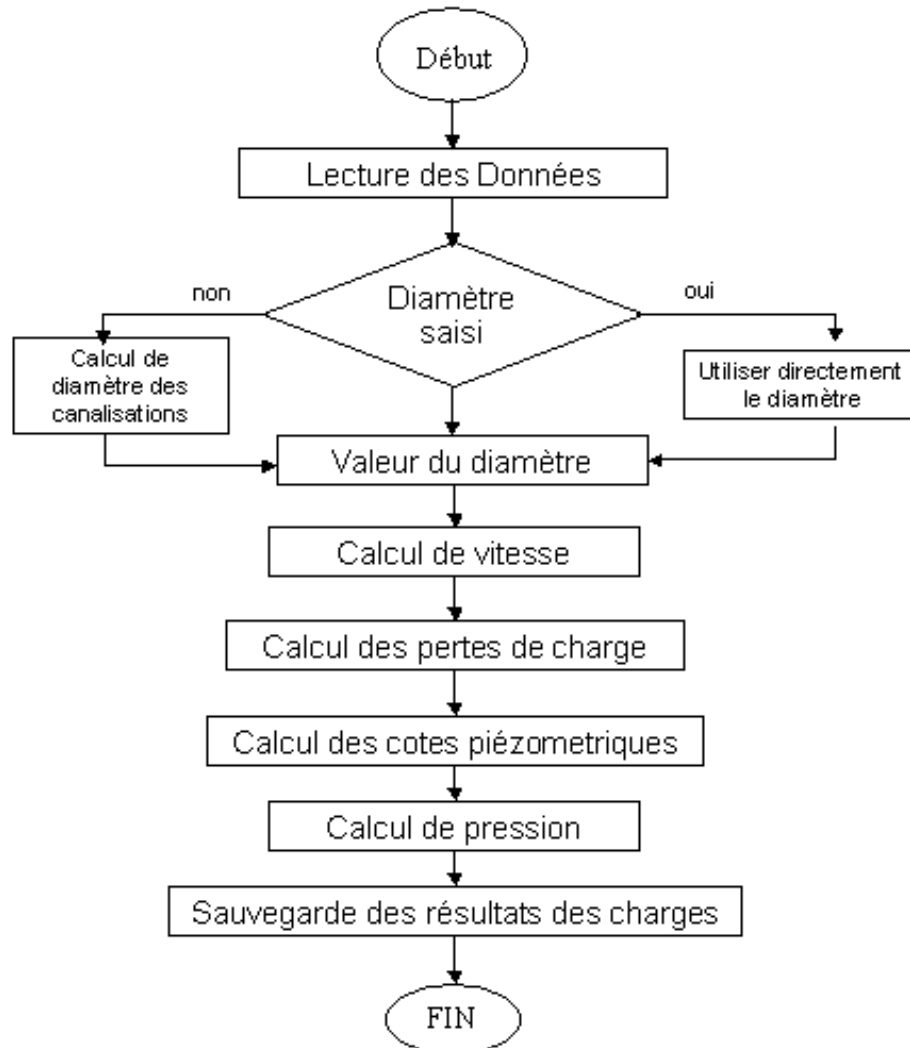 Début
Lecture des Données
non
Diamètre
saisi
oui
Calcul de
diamètre des
canalisations
Utiliser directement
le diamètre
Valeur du diamètre
Calcul de vitesse
Calcul des pertes de charge
Calcul des cotes piézometriques
Calcul de pression
Sauvegarde des résultats des charges
FIN